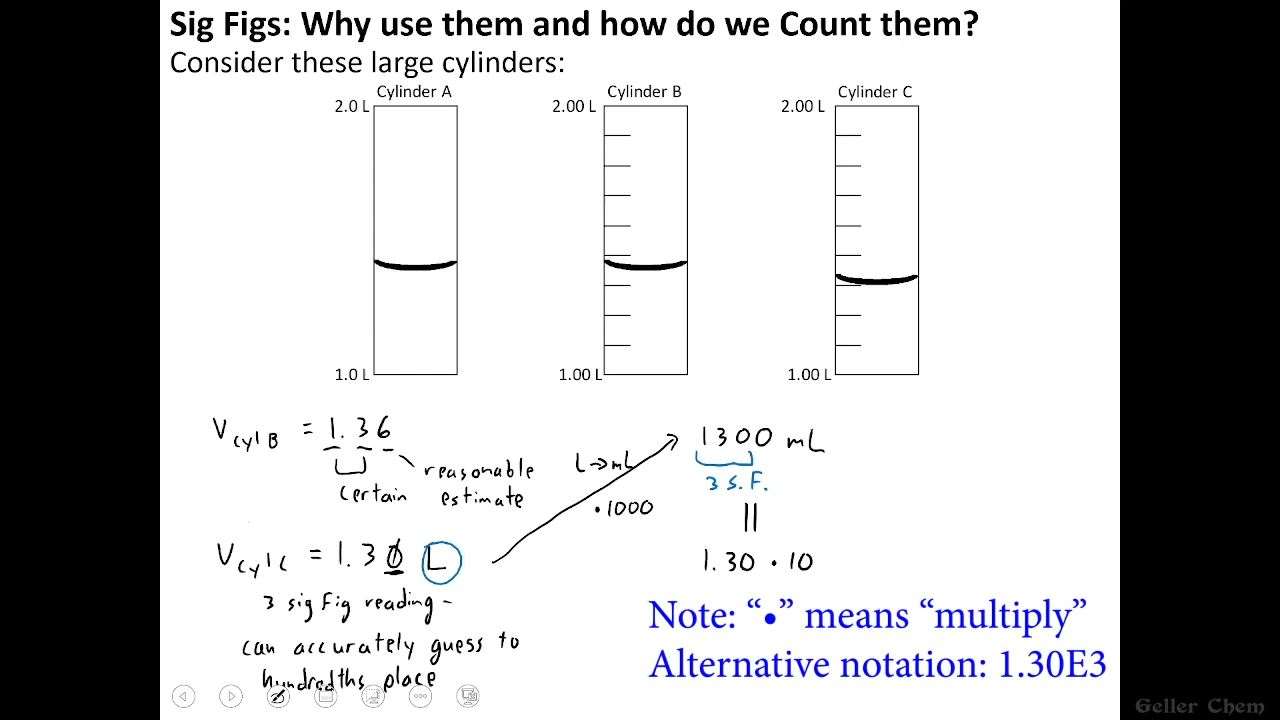 Sig Figs: Why use them and how do we Count them?
Consider these large cylinders:
Cylinder A
Cylinder B
Cylinder C
2.0 L
2.00 L
2.00 L
1.0 L
1.00 L
1.00 L
V cyl B = 1.36
certain
reasonable
estimate
L→mL
•1000
1300 mL
3 S.F.
||
1.30 • 10
V cyl C = 1.30 L
3 sig Fig reading -
can accurately guess to
hundredths place
Note: “•” means “multiply”
Alternative notation: 1.30E3
Geller Chem